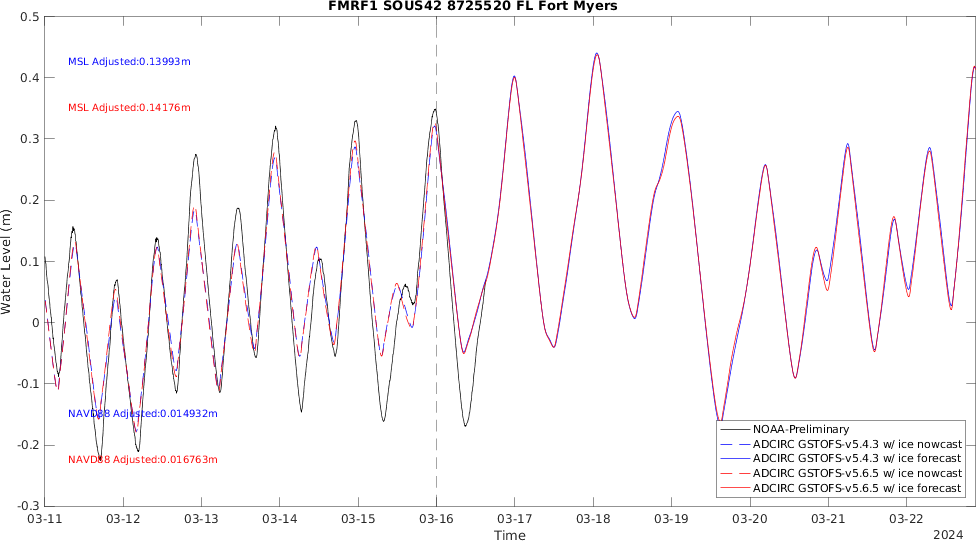 FMRF1 SOUS42 8725520 FL Fort Myers
0.5
MSL Adjusted:0.13993m
0.4
MSL Adjusted:0.14176m
0.3
0.2
Water Level (m)
0.1
0
-0.1
NAVD88 Adjusted:0.014932m
-0.2
NAVD88 Adjusted:0.016763m
-0.3
NOAA-Preliminary
ADCIRC GSTOFS-v5.4.3 w/ ice nowcast
ADCIRC GSTOFS-v5.4.3 w/ ice forecast
ADCIRC GSTOFS-v5.6.5 w/ ice nowcast
ADCIRC GSTOFS-v5.6.5 w/ ice forecast
03-11 03-12 03-13 03-14 03-15 03-16 03-17 03-18 03-19 03-20 03-21 03-22
Time
2024